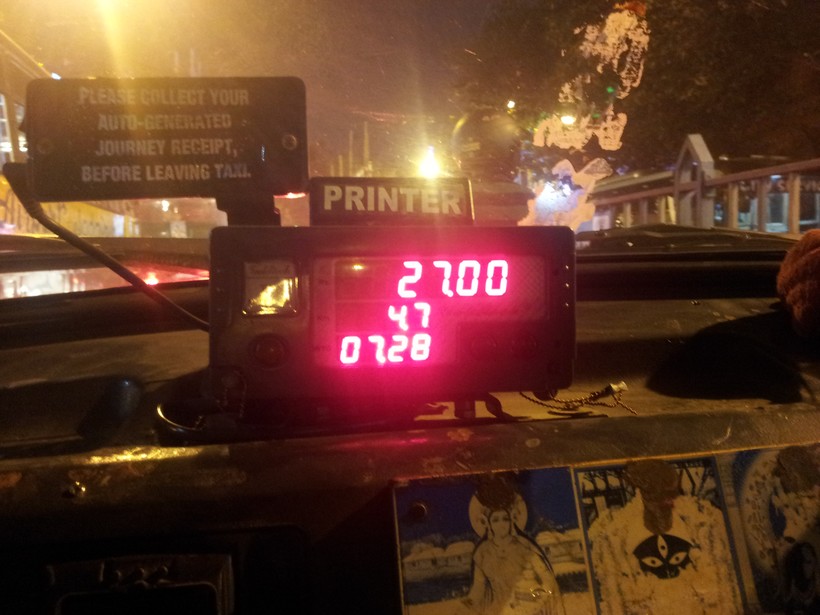 PLEASE COLLECT YOUR
AUTO-GENERATED
JOURNEY RECEIPT,
BEFORE LEAVING TAXI.
PRINTER
27.00
4.7
07.28